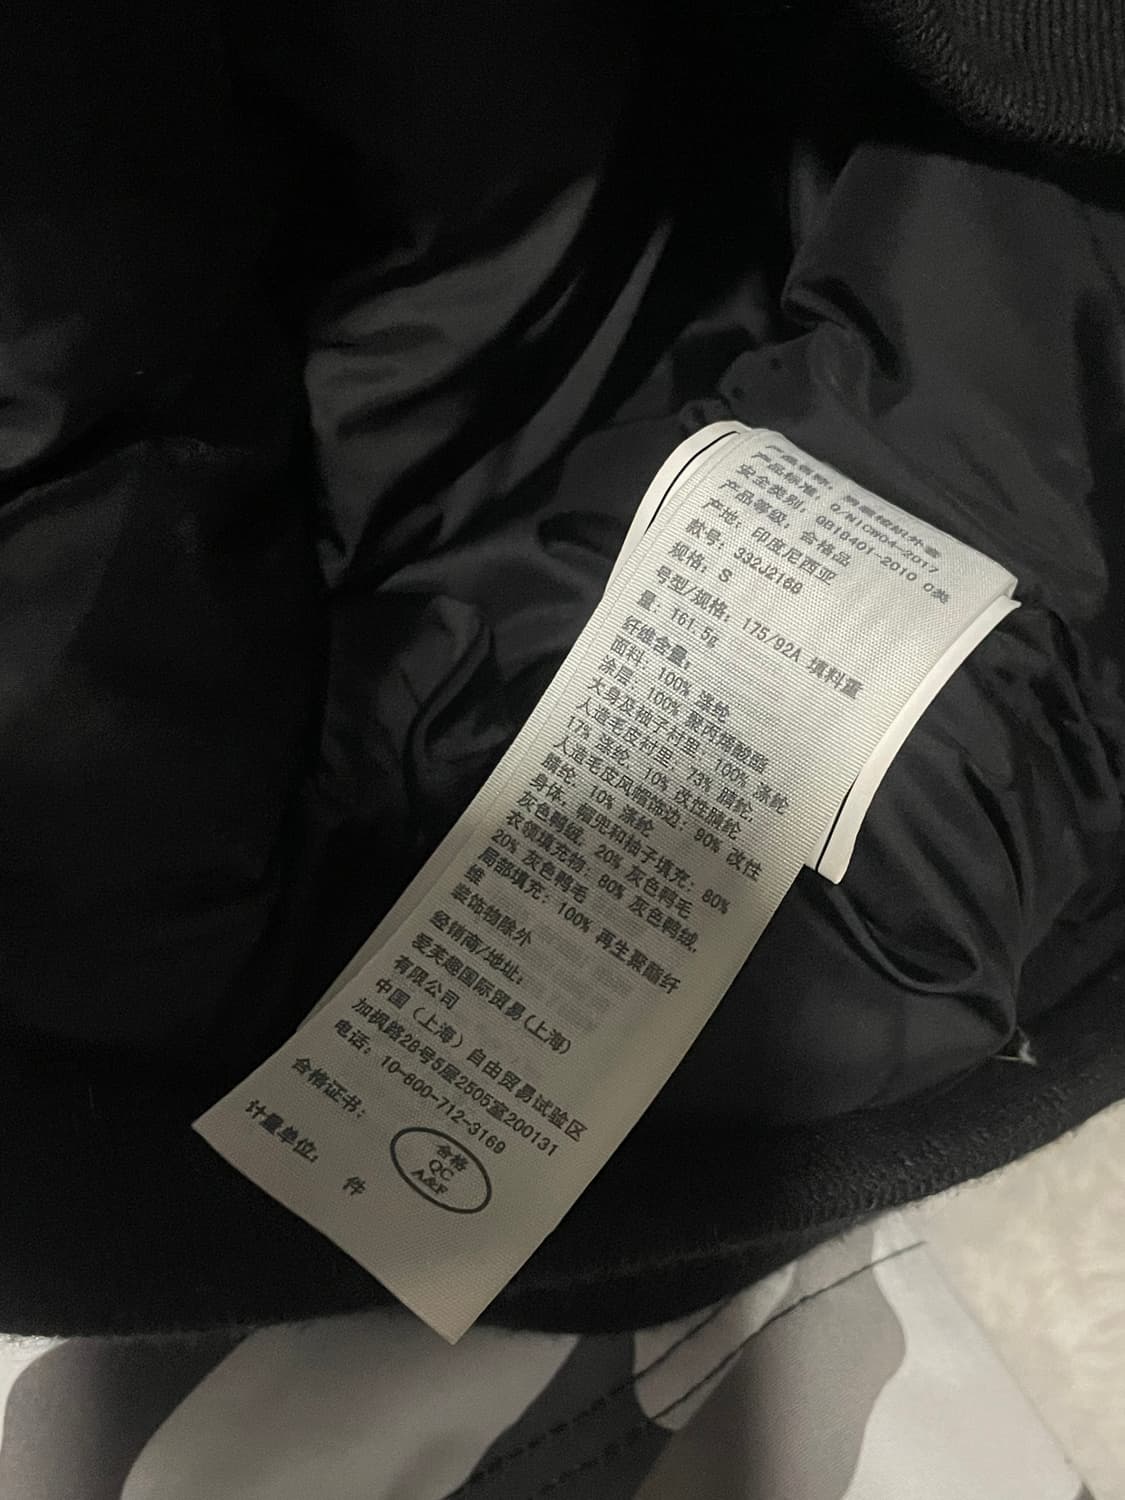 产品名称：
产品标准：Q/NICW04-2017
安全类别：GB18401-2010 C类
产品等级：合格品
产地：印度尼西亚
款号：332J2168
规格：S
号型/规格：175/92A 填料重
量：161.5g
纤维含量：
面料：100% 涤纶
涂层：100% 聚丙烯酸酯
大身及袖子衬里：100% 涤纶
人造毛皮衬里：73% 腈纶，
17% 涤纶，10% 改性腈纶
人造毛皮风帽饰边：90% 改性
腈纶，10% 涤纶
身体，帽兜和袖子填充：80%
灰色鸭绒，20% 灰色鸭毛
衣领填充物：80% 灰色鸭绒，
20% 灰色鸭毛
局部填充：100% 再生聚酯纤
维
装饰物除外
经销商/地址：
爱芙趣国际贸易(上海)
有限公司
中国（上海）自由贸易试验区
加枫路28号5层2505室200131
电话：10-800-712-3169
合格证书：
合格
QC
A&F
计量单位：
件